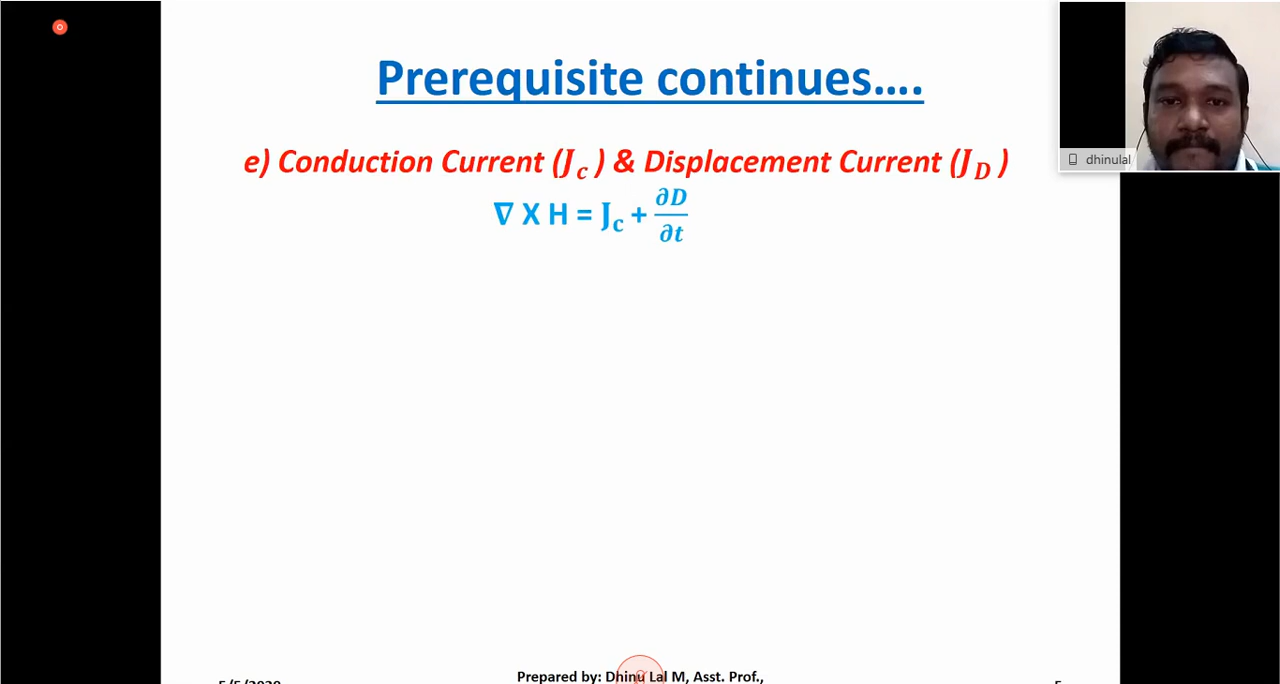 Prerequisite continues....
e) Conduction Current (J_c ) & Displacement Current (J_D )
∇ X H = J_c + ∂D/∂t
dhinulal
Prepared by: Dhinu Lal M, Asst. Prof.,